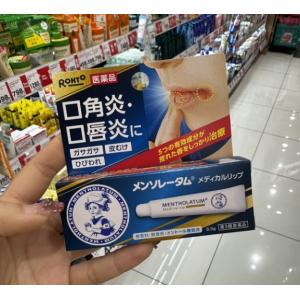 ROHTO 医薬品
口角炎・
口唇炎に
ガサガサ 皮むけ
ひびわれ
5つの有効成分が
荒れた唇をしっかり治療
メンソレータム メディカルリップ
MENTHOLATUM
MENTHOLATUM
第3類医薬品